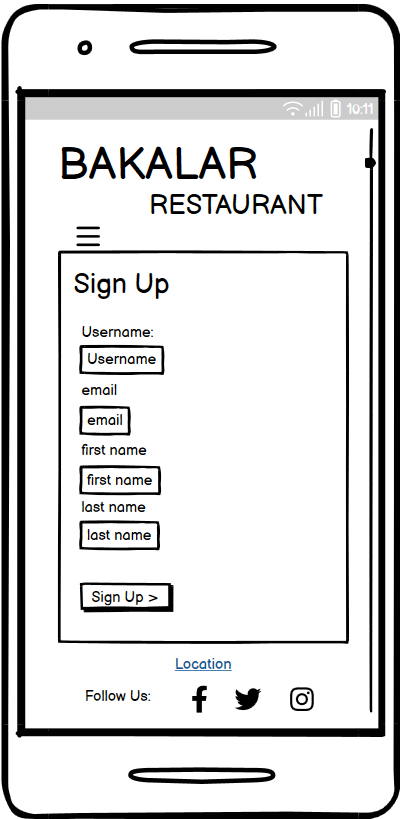 10:11
BAKALAR
RESTAURANT
Sign Up
Username:
Username
email
email
first name
first name
last name
last name
Sign Up >
Location
Follow Us: